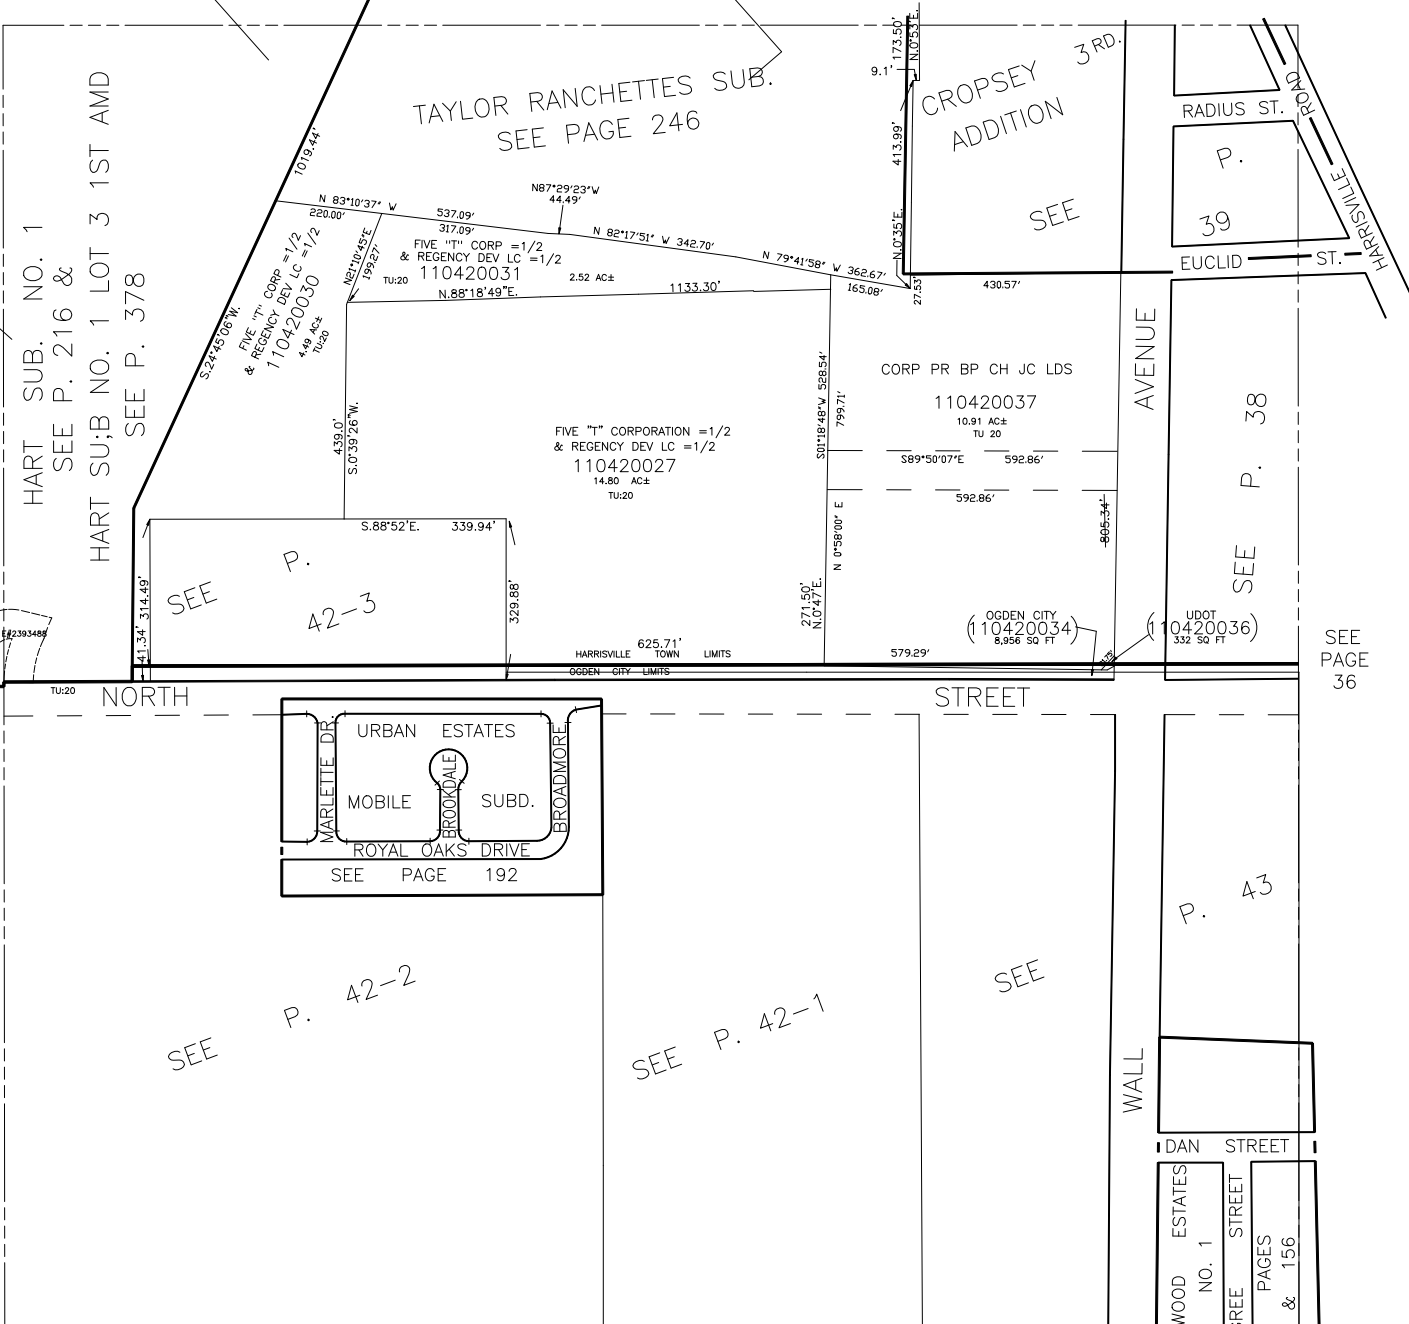 HART SUB. NO. 1
SEE P. 216 &
HART SU;B NO. 1 LOT 3 1ST AMD
SEE P. 378
1019.44'
S.24°45'06"W.
TAYLOR RANCHETTES SUB.
SEE PAGE 246
173.50'
N.0°53'E.
9.1'
413.99'
N.0°35'E.
27.53'
CROPSEY 3RD.
ADDITION
SEE
RADIUS ST.
P.
39
HARRISVILLE ROAD
EUCLID ST.
N 83°10'37" W
220.00'
537.09'
317.09'
N87°29'23"W
44.49'
N 82°17'51" W 342.70'
N 79°41'58" W 362.67'
165.08'
430.57'
N21°10'45"E
199.27'
FIVE "T" CORP =1/2
& REGENCY DEV LC =1/2
110420030
4.49 AC±
TU:20
FIVE "T" CORP =1/2
& REGENCY DEV LC =1/2
110420031
TU:20
2.52 AC±
N.88°18'49"E.
1133.30'
439.0'
S.0°39'26"W.
FIVE "T" CORPORATION =1/2
& REGENCY DEV LC =1/2
110420027
14.80 AC±
TU:20
S01°18'48"W 528.54'
799.71'
CORP PR BP CH JC LDS
110420037
10.91 AC±
TU 20
S89°50'07"E 592.86'
592.86'
805.34'
N 0°58'00" E
271.50'
N.0°47'E.
AVENUE
SEE P. 38
S.88°52'E. 339.94'
SEE P.
42-3
314.49'
41.34'
329.88'
625.71'
HARRISVILLE TOWN LIMITS
OGDEN CITY LIMITS
579.29'
OGDEN CITY
(110420034)
8,956 SQ FT
UDOT
(110420036)
332 SQ FT
SEE
PAGE
36
E#2393488
TU:20
NORTH STREET
URBAN ESTATES
MOBILE SUBD.
MARLETTE DR.
BROOKDALE
BROADMORE
ROYAL OAKS DRIVE
SEE PAGE 192
SEE P. 42-2
SEE P. 42-1
SEE
P. 43
WALL
DAN STREET
WOOD ESTATES
NO. 1
GREE STREET
PAGES
& 156